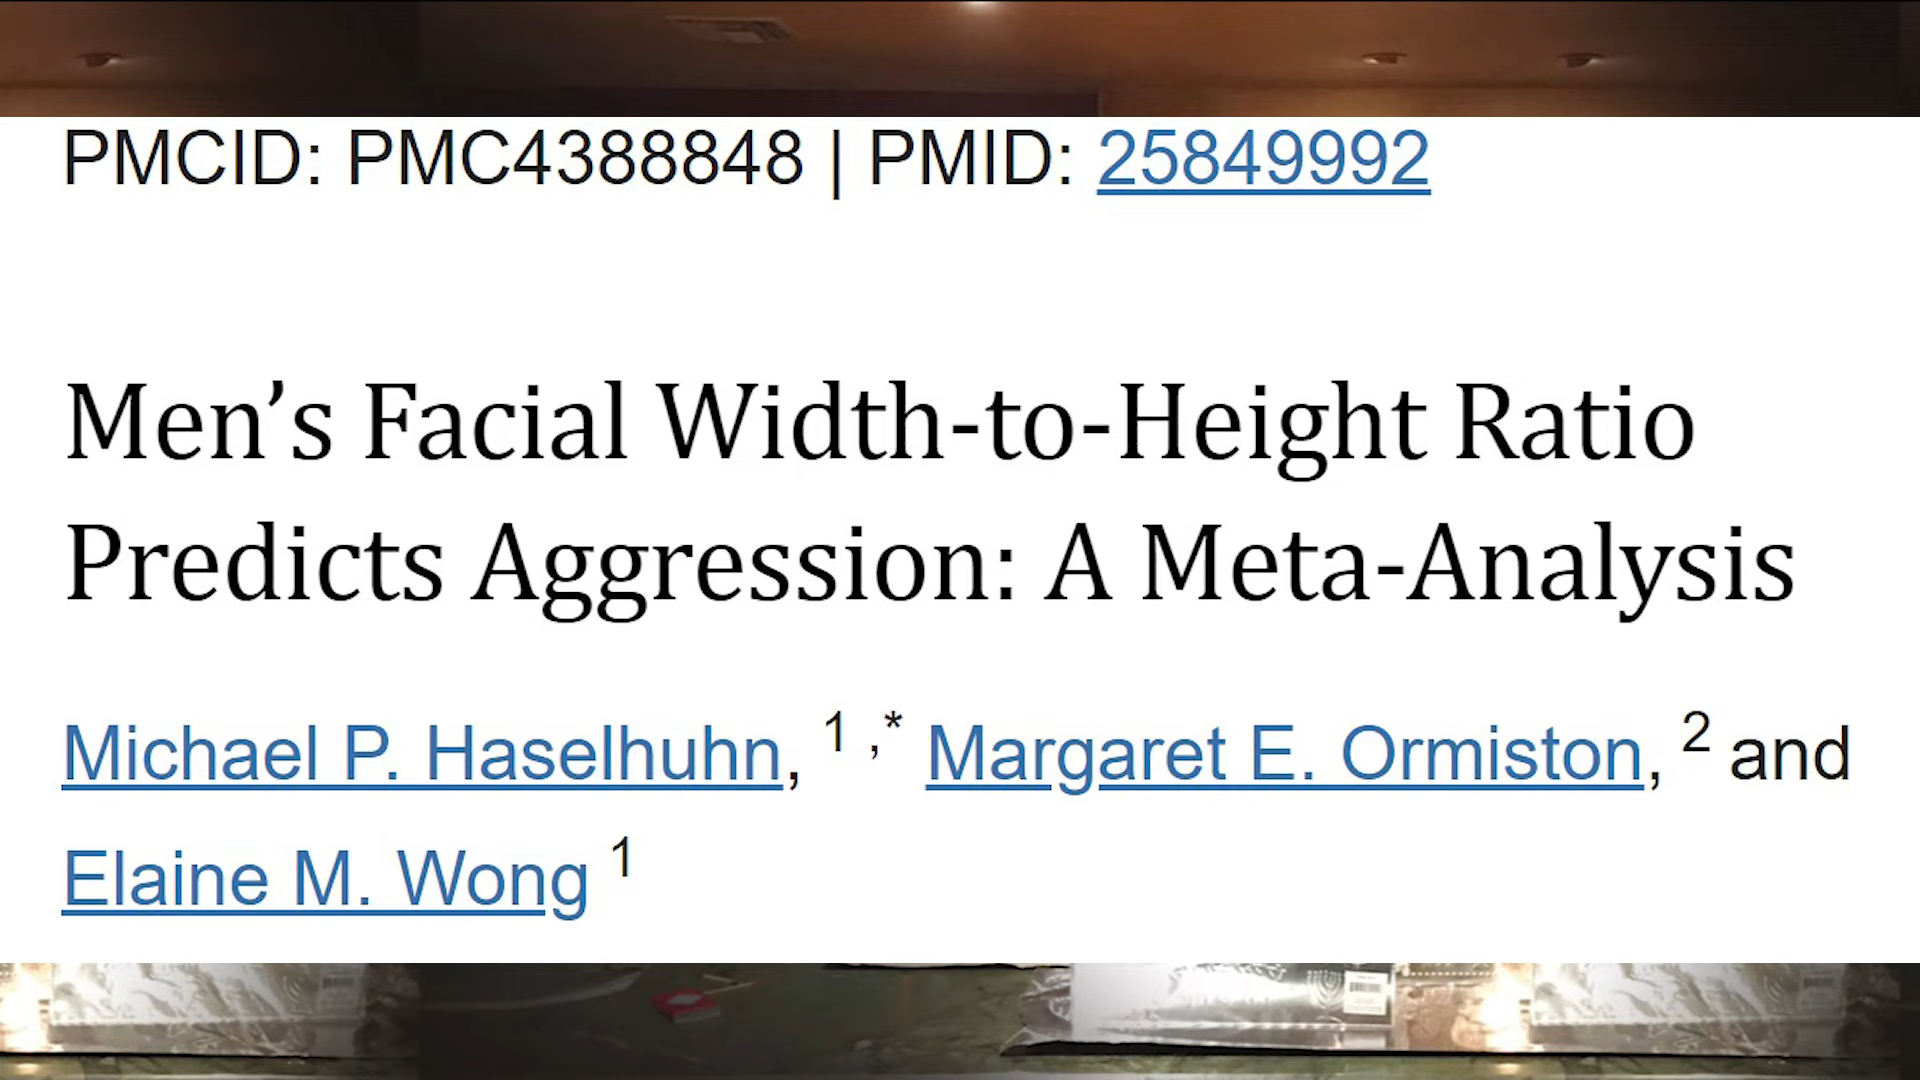 PMCID: PMC4388848 | PMID: 25849992
Men’s Facial Width-to-Height Ratio
Predicts Aggression: A Meta-Analysis
Michael P. Haselhuhn, 1 ,* Margaret E. Ormiston, 2 and
Elaine M. Wong 1